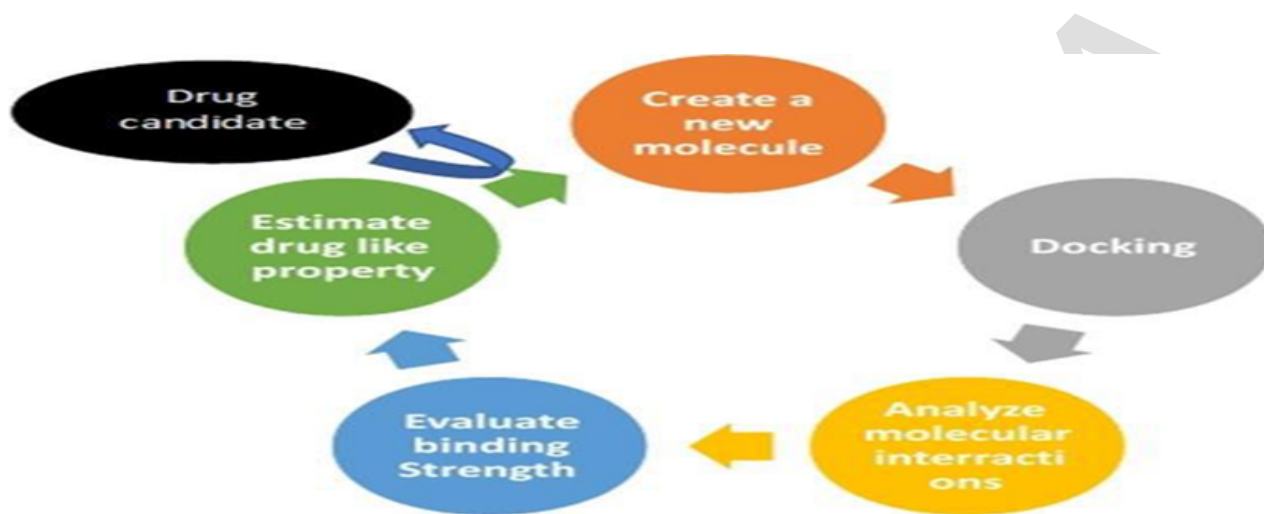 Drug
candidate
Create a
new
molecule
Docking
Analyze
molecular
interracti
ons
Evaluate
binding
Strength
Estimate
drug like
property